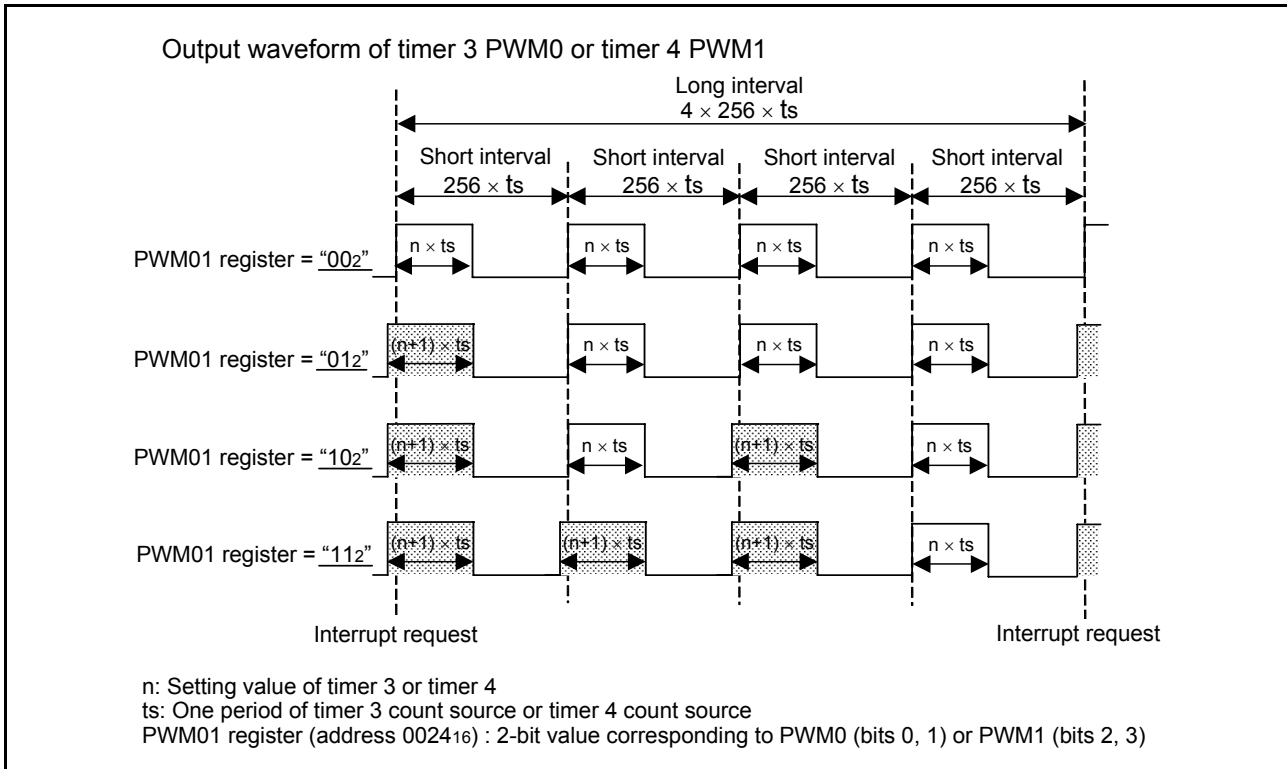 Output waveform of timer 3 PWM0 or timer 4 PWM1
Long interval
4 × 256 × ts
Short interval Short interval Short interval Short interval
256 × ts 256 × ts 256 × ts 256 × ts
PWM01 register = “002” n × ts n × ts n × ts n × ts
PWM01 register = “012” (n+1) × ts n × ts n × ts n × ts
PWM01 register = “102” (n+1) × ts n × ts (n+1) × ts n × ts
PWM01 register = “112” (n+1) × ts (n+1) × ts (n+1) × ts n × ts
Interrupt request Interrupt request
n: Setting value of timer 3 or timer 4
ts: One period of timer 3 count source or timer 4 count source
PWM01 register (address 002416) : 2-bit value corresponding to PWM0 (bits 0, 1) or PWM1 (bits 2, 3)